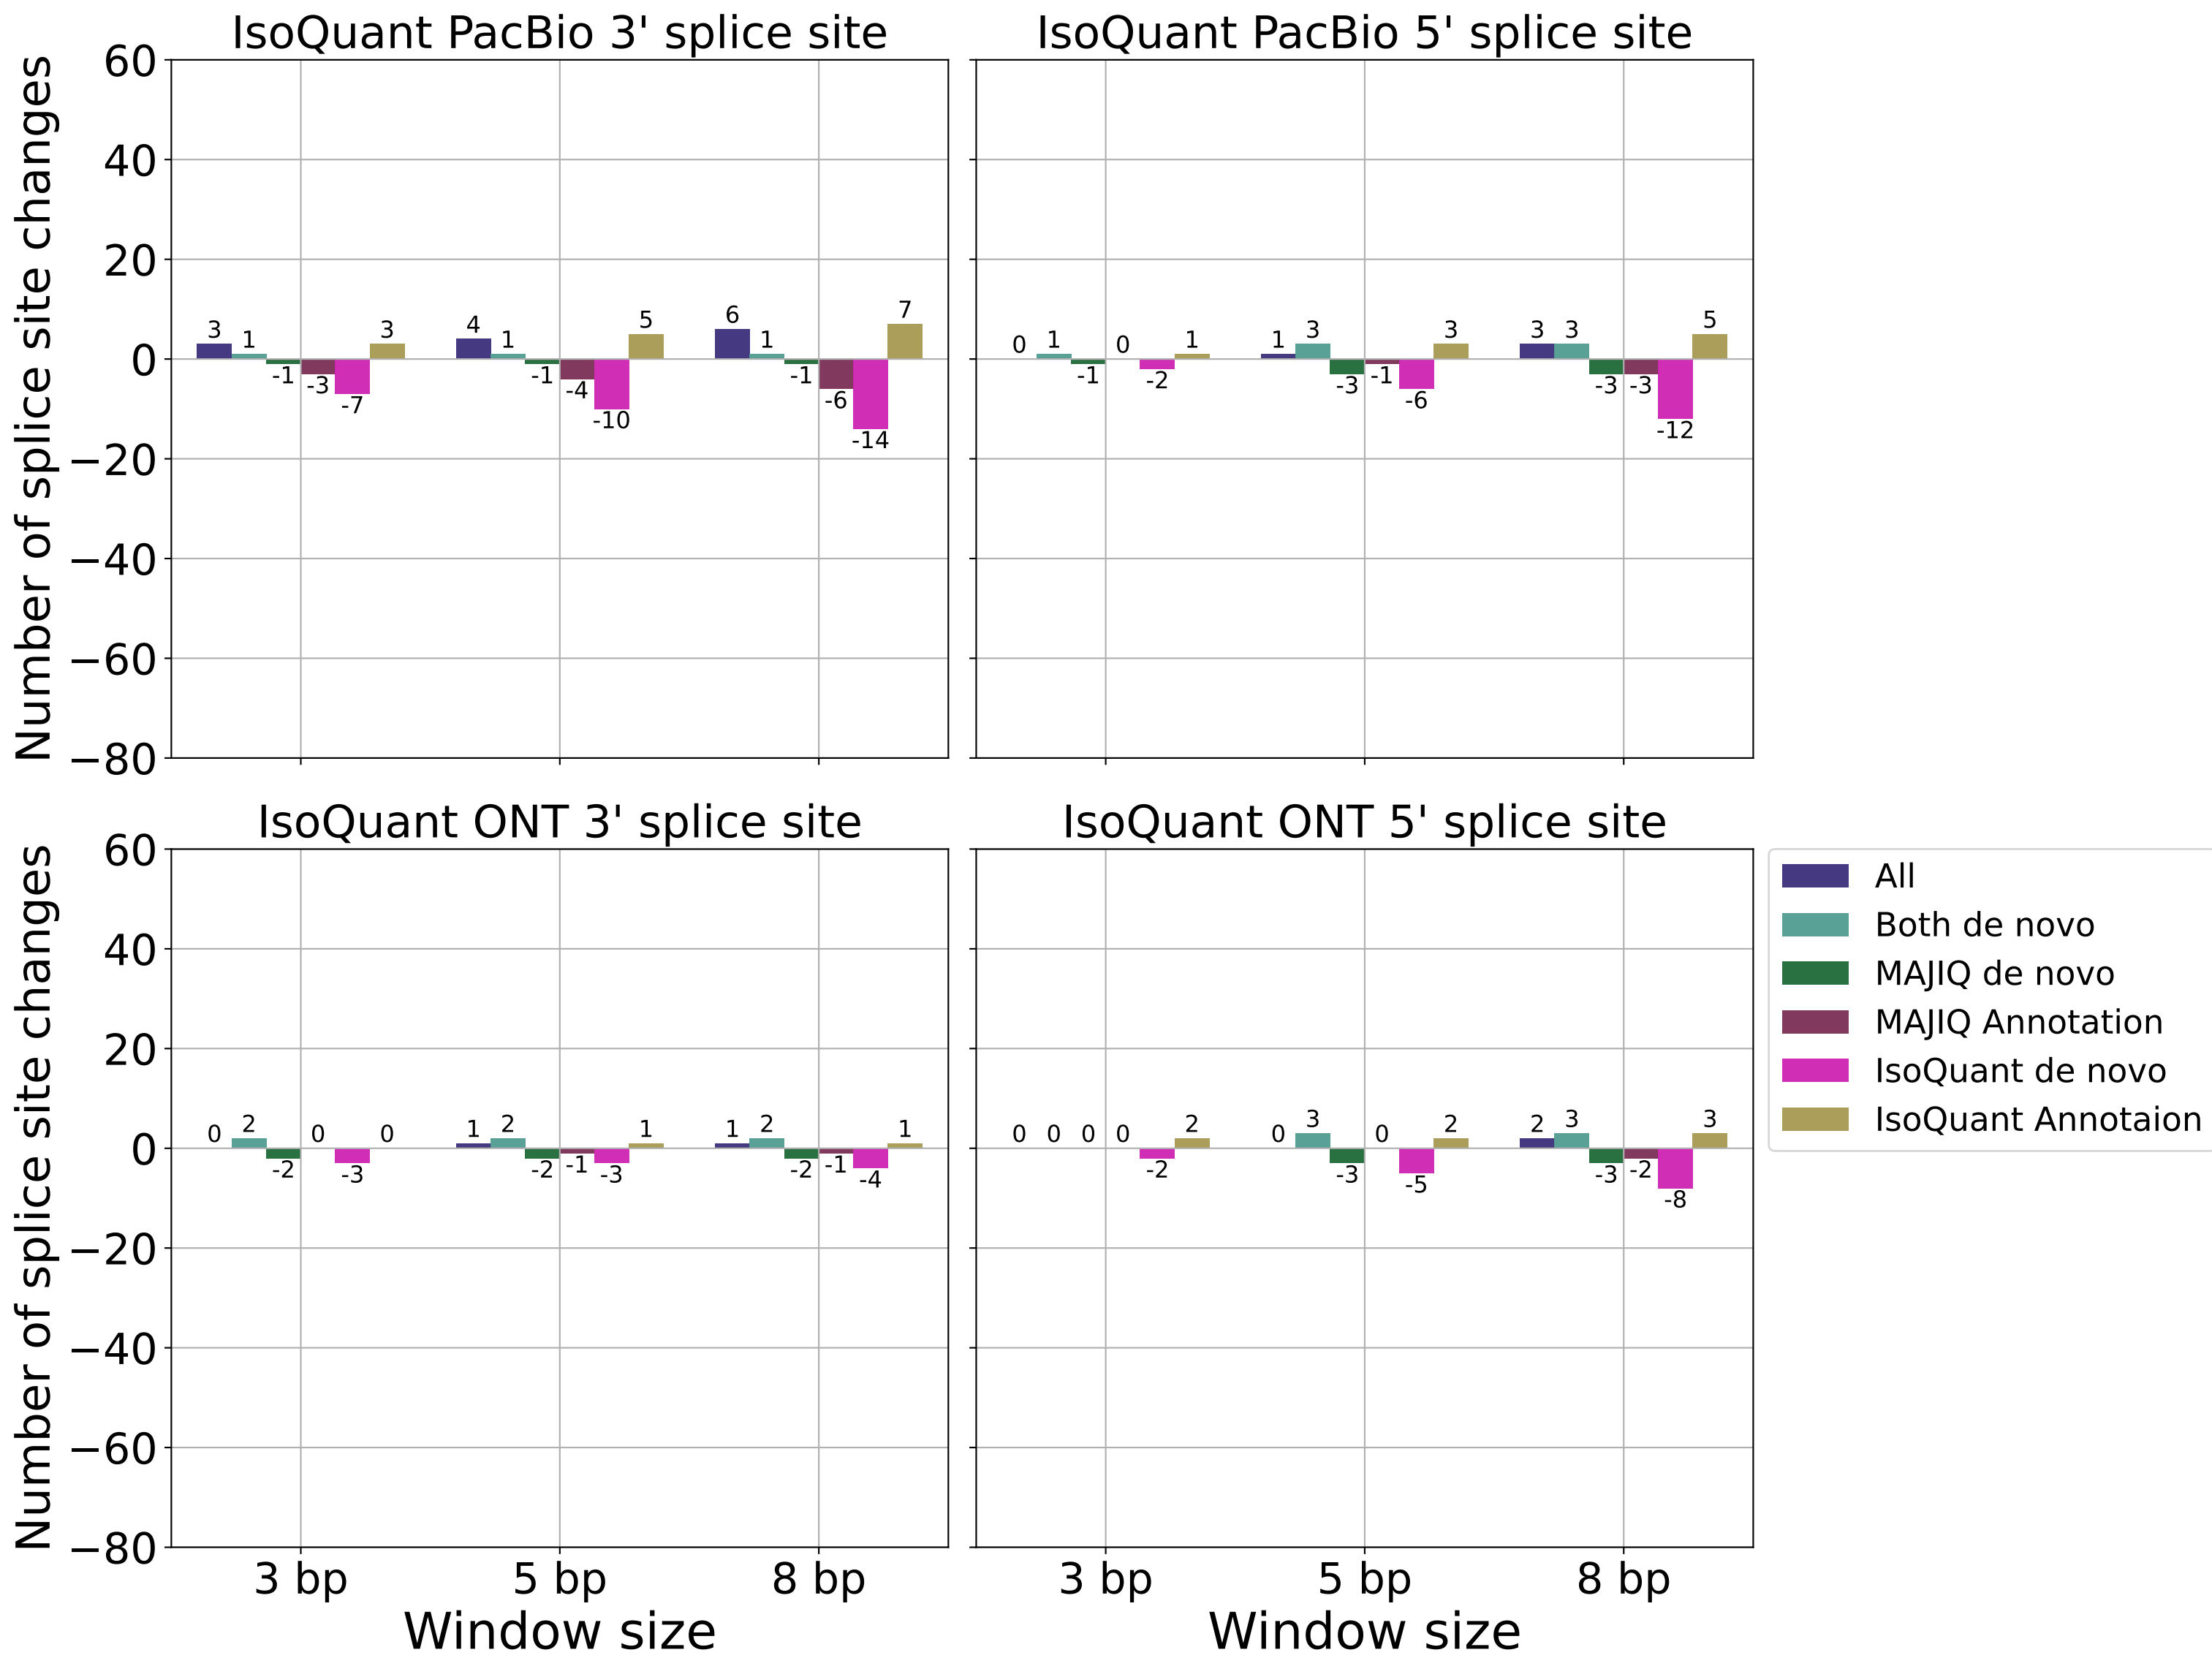 IsoQuant PacBio 3' splice site
IsoQuant PacBio 5' splice site
Number of splice site changes
60
40
20
0
−20
−40
−60
−80
3 1 -1 -3 -7 3
4 1 -1 -4 -10 5
6 1 -1 -6 -14 7
0 1 -1 0 -2 1
1 3 -3 -1 -6 3
3 3 -3 -3 -12 5
IsoQuant ONT 3' splice site
IsoQuant ONT 5' splice site
Number of splice site changes
60
40
20
0
−20
−40
−60
−80
0 2 -2 0 -3 0
1 2 -2 -1 -3 1
1 2 -2 -1 -4 1
0 0 0 0 -2 2
0 3 -3 0 -5 2
2 3 -3 -2 -8 3
3 bp 5 bp 8 bp
3 bp 5 bp 8 bp
Window size
Window size
All
Both de novo
MAJIQ de novo
MAJIQ Annotation
IsoQuant de novo
IsoQuant Annotaion